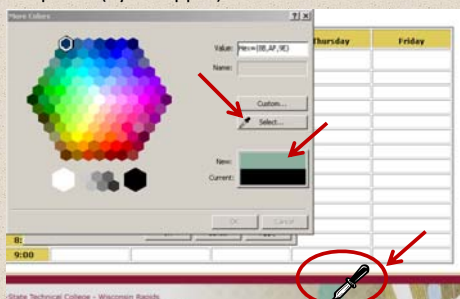 More Colors
Value: Hex={8B,AF,9E}
Name:
Thursday
Friday
Custom...
Select...
New:
Current:
OK
Cancel
8:
9:00
-State Technical College - Wisconsin Rapids